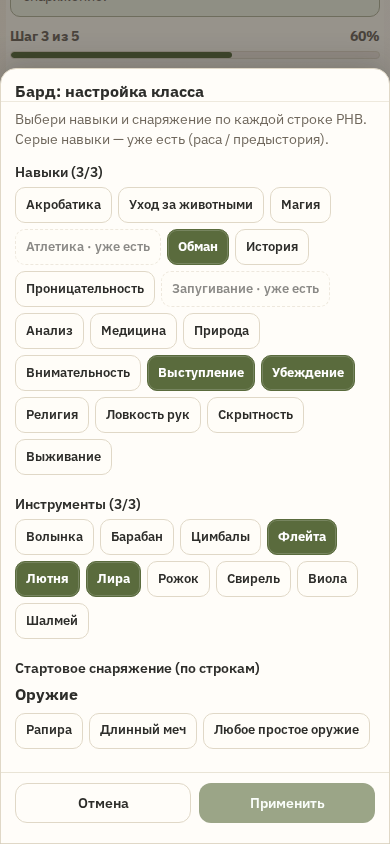 Шаг 3 из 5 60%
Бард: настройка класса
Выбери навыки и снаряжение по каждой строке PHB.
Серые навыки — уже есть (раса / предыстория).
Навыки (3/3)
Акробатика Уход за животными Магия
Атлетика · уже есть Обман История
Проницательность Запугивание · уже есть
Анализ Медицина Природа
Внимательность Выступление Убеждение
Религия Ловкость рук Скрытность
Выживание
Инструменты (3/3)
Волынка Барабан Цимбалы Флейта
Лютня Лира Рожок Свирель Виола
Шалмей
Стартовое снаряжение (по строкам)
Оружие
Рапира Длинный меч Любое простое оружие
Отмена Применить